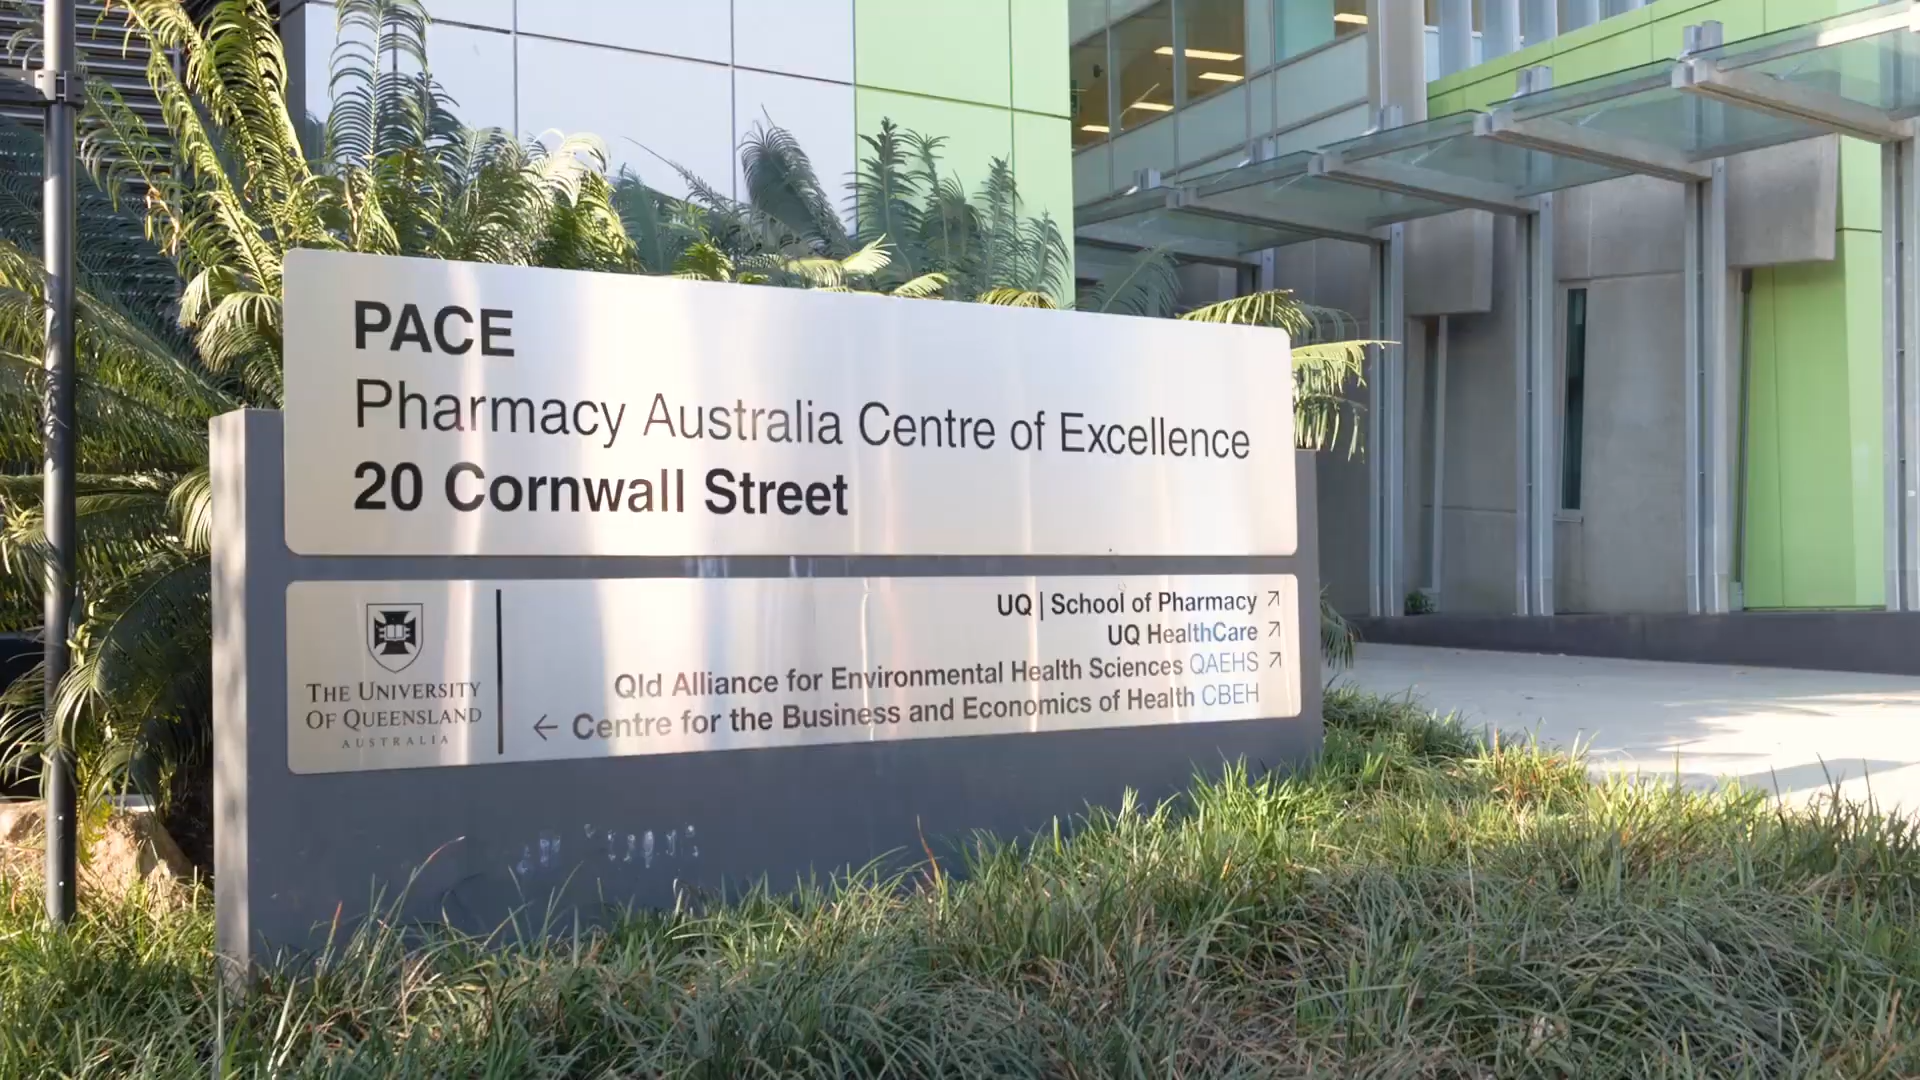 PACE
Pharmacy Australia Centre of Excellence
20 Cornwall Street
THE UNIVERSITY
OF QUEENSLAND
AUSTRALIA
UQ | School of Pharmacy ↗
UQ HealthCare ↗
Qld Alliance for Environmental Health Sciences QAEHS ↗
← Centre for the Business and Economics of Health CBEH